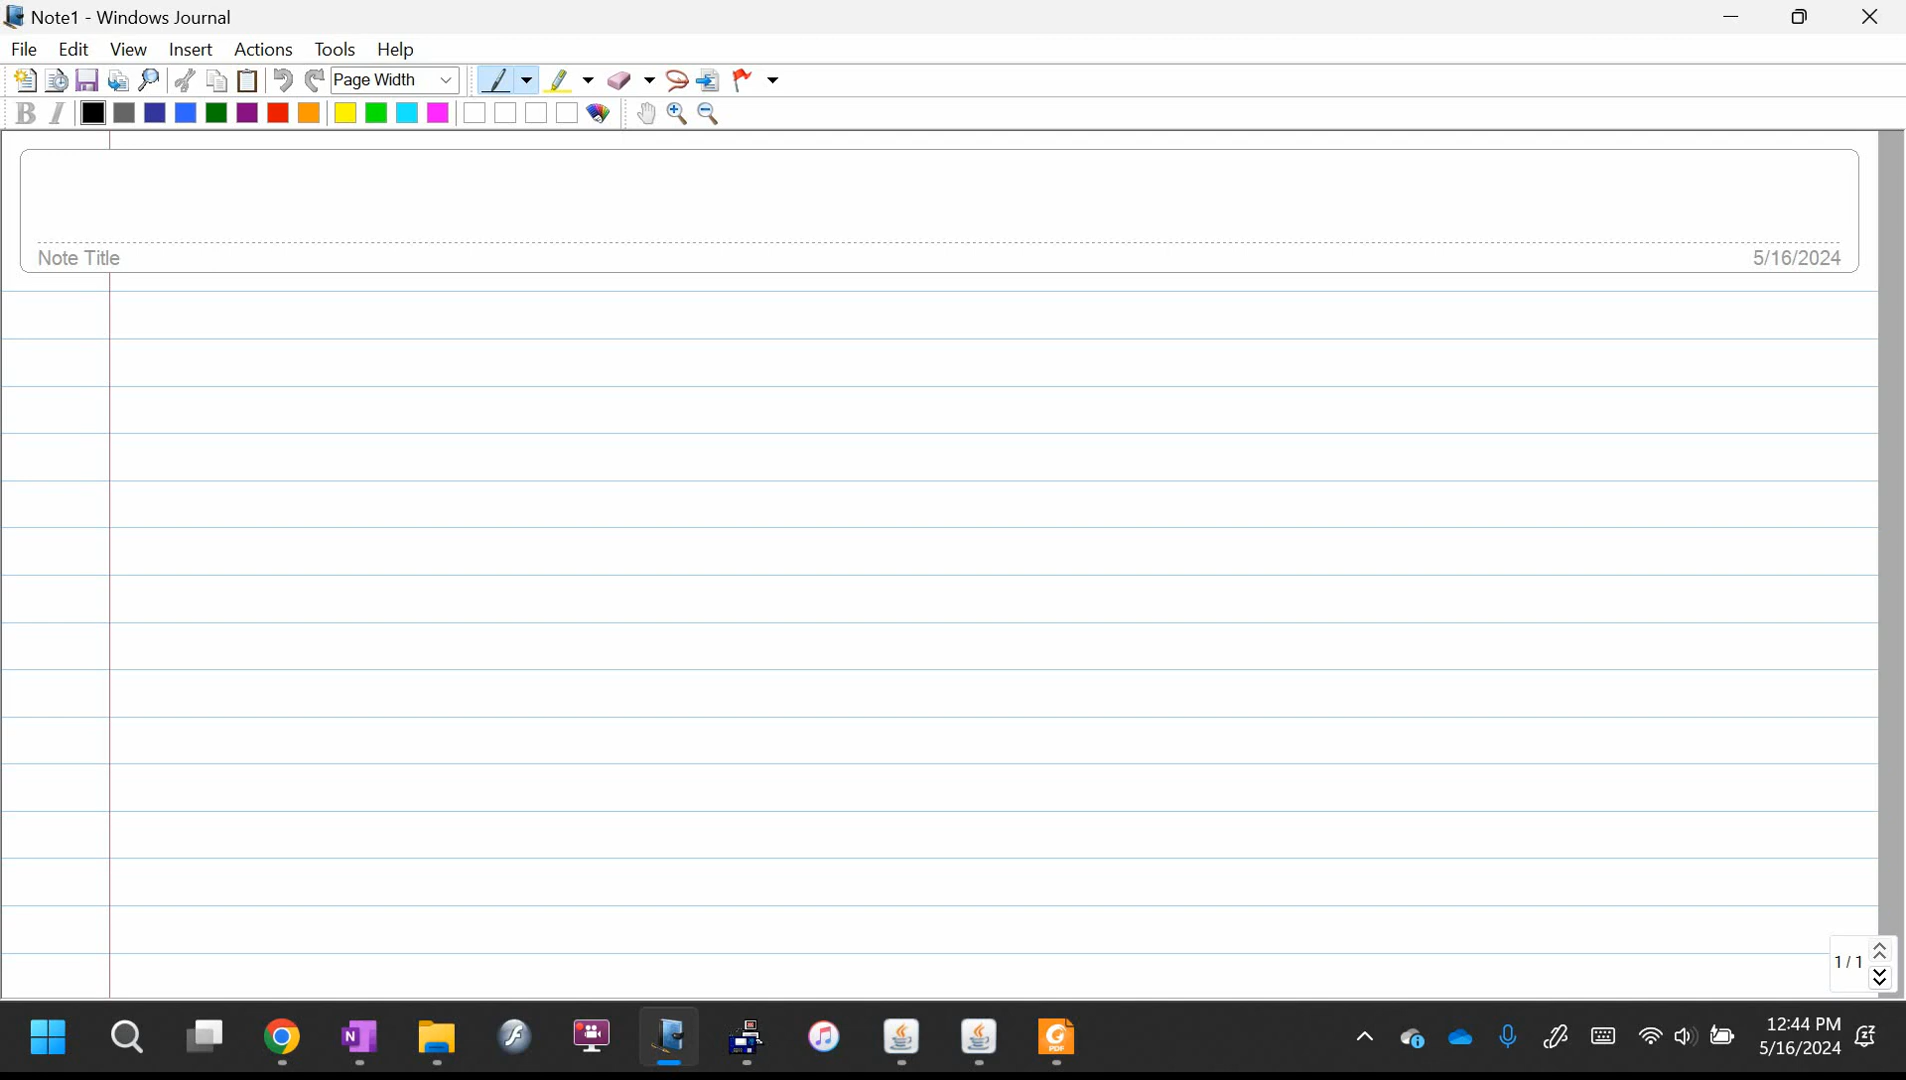 Note1 - Windows Journal
File Edit View Insert Actions Tools Help
Page Width
B I
Note Title 5/16/2024
1 / 1
N
PDF
12:44 PM
5/16/2024